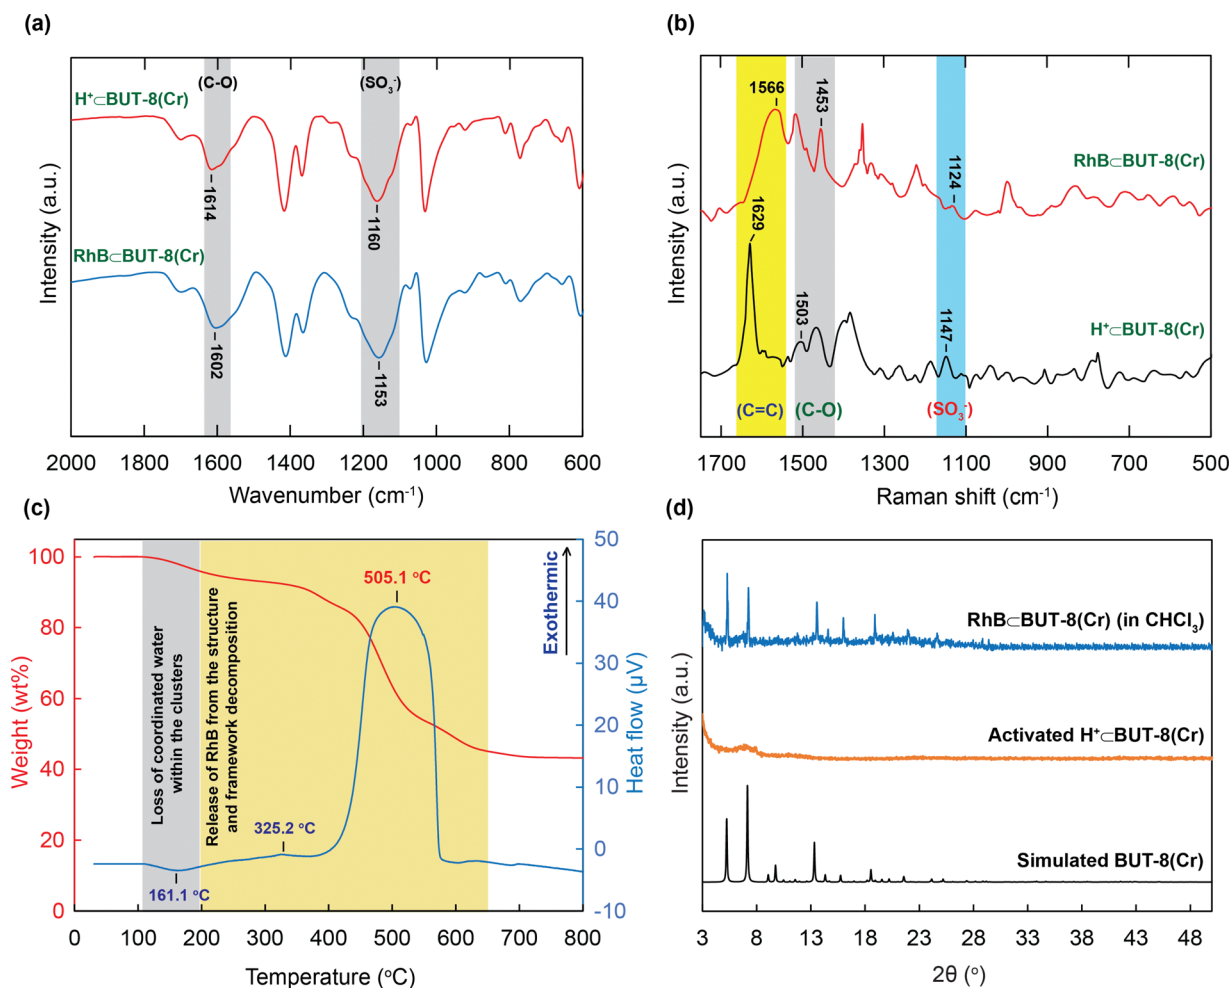 (a)
(C-O)
(SO₃⁻)
H⁺⊂BUT-8(Cr)
1614
1160
RhB⊂BUT-8(Cr)
1602
1153
Intensity (a.u.)
2000 1800 1600 1400 1200 1000 800 600
Wavenumber (cm⁻¹)
(b)
1566
1453
1124
RhB⊂BUT-8(Cr)
1629
1503
1147
H⁺⊂BUT-8(Cr)
(C=C)
(C-O)
(SO₃⁻)
Intensity (a.u.)
1700 1500 1300 1100 900 700 500
Raman shift (cm⁻¹)
(c)
100
80
60
40
20
0
Weight (wt%)
50
40
30
20
10
0
-10
Heat flow (µV)
Exothermic
505.1 °C
325.2 °C
161.1 °C
Loss of coordinated water
within the clusters
Release of RhB from the structure
and framework decomposition
0 100 200 300 400 500 600 700 800
Temperature (°C)
(d)
RhB⊂BUT-8(Cr) (in CHCl₃)
Activated H⁺⊂BUT-8(Cr)
Simulated BUT-8(Cr)
Intensity (a.u.)
3 8 13 18 23 28 33 38 43 48
2θ (°)